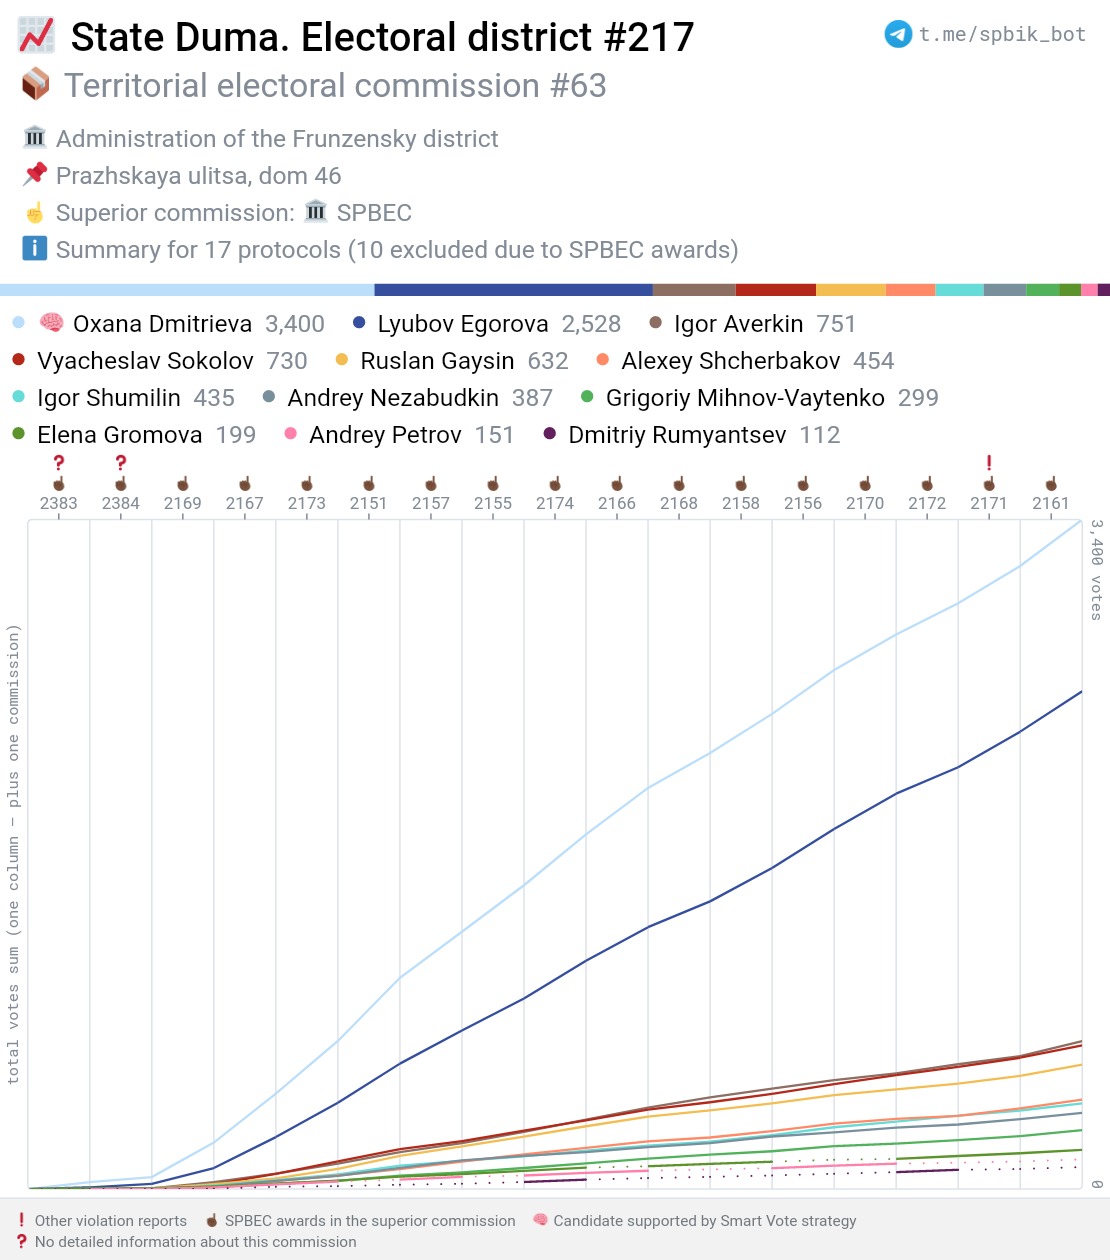 State Duma. Electoral district #217
t.me/spbik_bot
Territorial electoral commission #63
Administration of the Frunzensky district
Prazhskaya ulitsa, dom 46
Superior commission: SPBEC
Summary for 17 protocols (10 excluded due to SPBEC awards)
Oxana Dmitrieva 3,400 Lyubov Egorova 2,528 Igor Averkin 751
Vyacheslav Sokolov 730 Ruslan Gaysin 632 Alexey Shcherbakov 454
Igor Shumilin 435 Andrey Nezabudkin 387 Grigoriy Mihnov-Vaytenko 299
Elena Gromova 199 Andrey Petrov 151 Dmitriy Rumyantsev 112
2383 2384 2169 2167 2173 2151 2157 2155 2174 2166 2168 2158 2156 2170 2172 2171 2161
3,400 votes
total votes sum (one column – plus one commission)
0
Other violation reports SPBEC awards in the superior commission Candidate supported by Smart Vote strategy
No detailed information about this commission